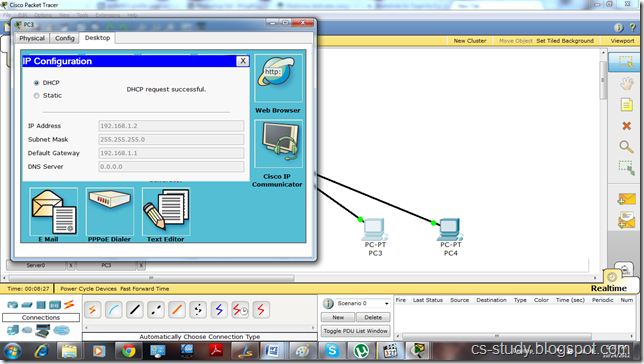 Cisco Packet Tracer
PC3
Physical
Config
Desktop
IP Configuration
X
DHCP
Static
DHCP request successful.
IP Address
192.168.1.2
Subnet Mask
255.255.255.0
Default Gateway
192.168.1.1
DNS Server
0.0.0.0
http:
Web Browser
Cisco IP
Communicator
E Mail
PPPoE Dialer
Text Editor
New Cluster
Move Object
Set Tiled Background
Viewport
PC-PT
PC3
PC-PT
PC4
Server0
PC3
Time: 00:08:27
Power Cycle Devices
Fast Forward Time
Realtime
Connections
Automatically Choose Connection Type
Scenario 0
New
Delete
Toggle PDU List Window
Fire
Last Status
Source
Destination
Type
Color
Time (sec)
Periodic
Num
cs-study.blogspot.com